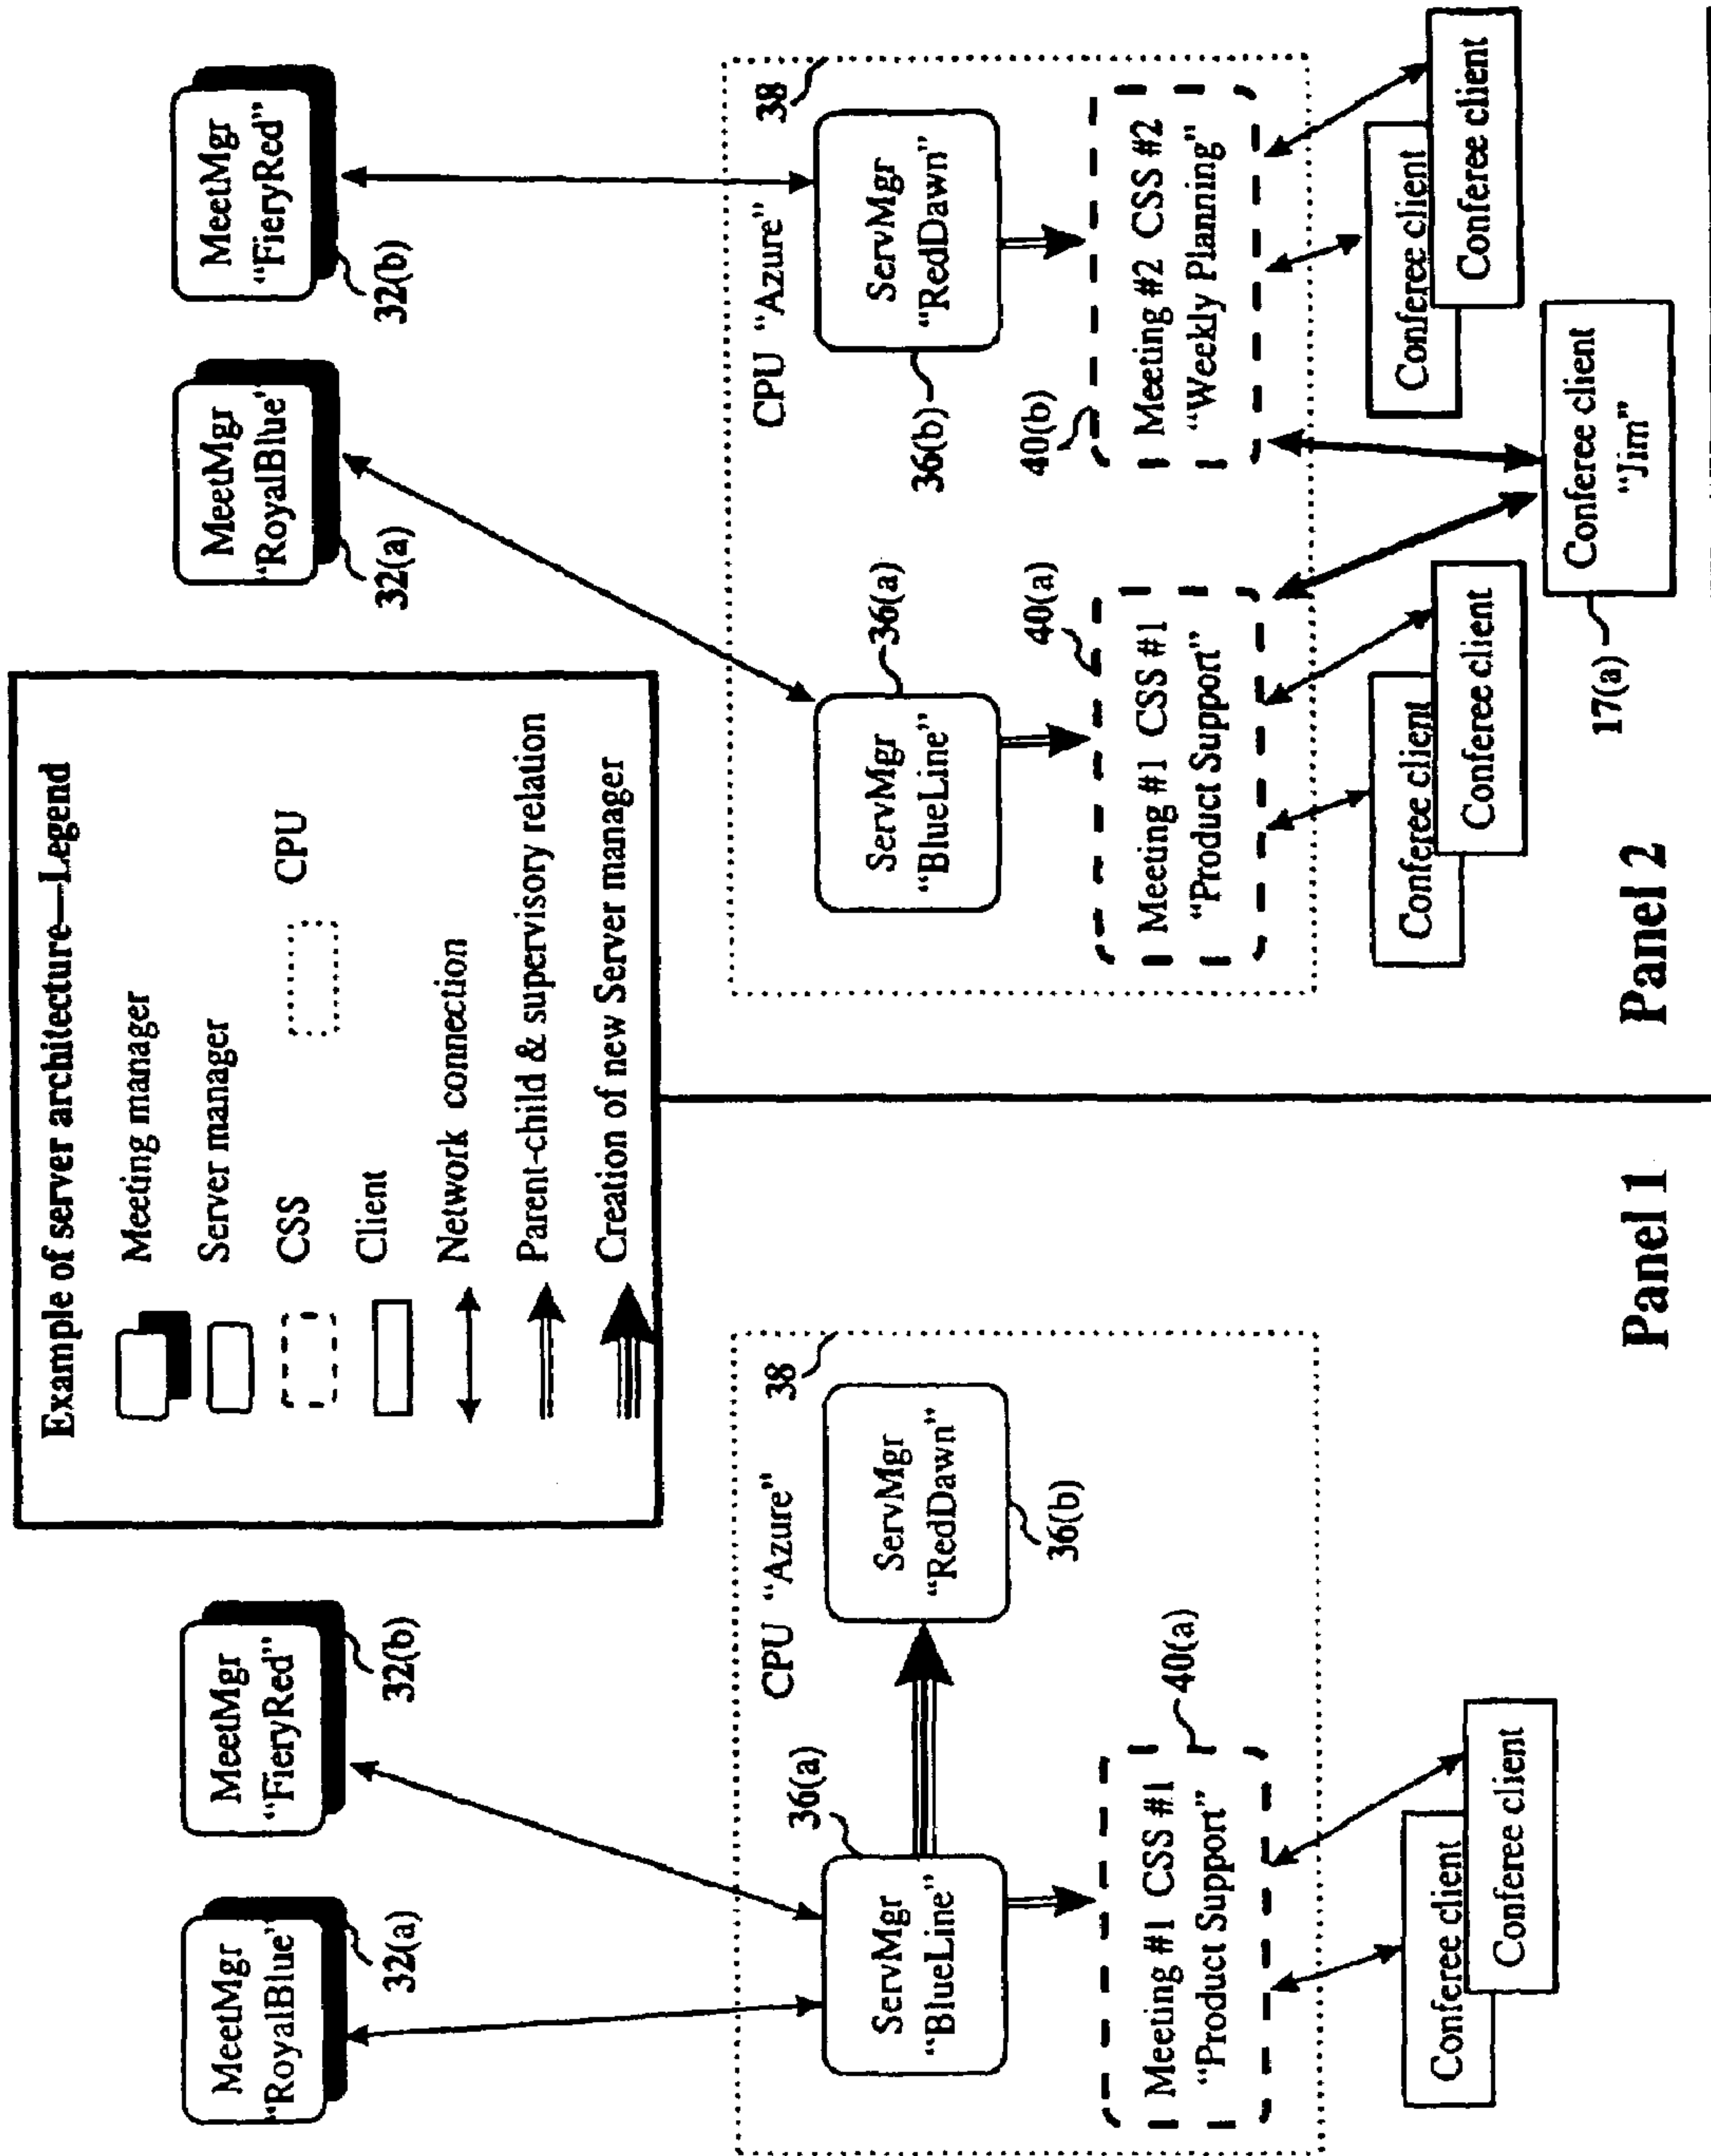 Example of server architecture—Legend
Meeting manager
Server manager
CSS
CPU
Client
Network connection
Parent-child & supervisory relation
Creation of new Server manager
MeetMgr
"RoyalBlue"
32(a)
MeetMgr
"FieryRed"
32(b)
CPU "Azure"
38
36(a)
ServMgr
"BlueLine"
ServMgr
"RedDawn"
36(b)
Meeting #1 CSS #1
"Product Support"
40(a)
Conferee client
Conferee client
Panel 1
MeetMgr
"RoyalBlue"
32(a)
MeetMgr
"FieryRed"
32(b)
CPU "Azure"
38
ServMgr
"BlueLine"
36(a)
ServMgr
"RedDawn"
36(b)
40(a)
Meeting #1 CSS #1
"Product Support"
40(b)
Meeting #2 CSS #2
"Weekly Planning"
Conferee client
Conferee client
Conferee client
Conferee client
17(a)
Conferee client
"Jim"
Panel 2